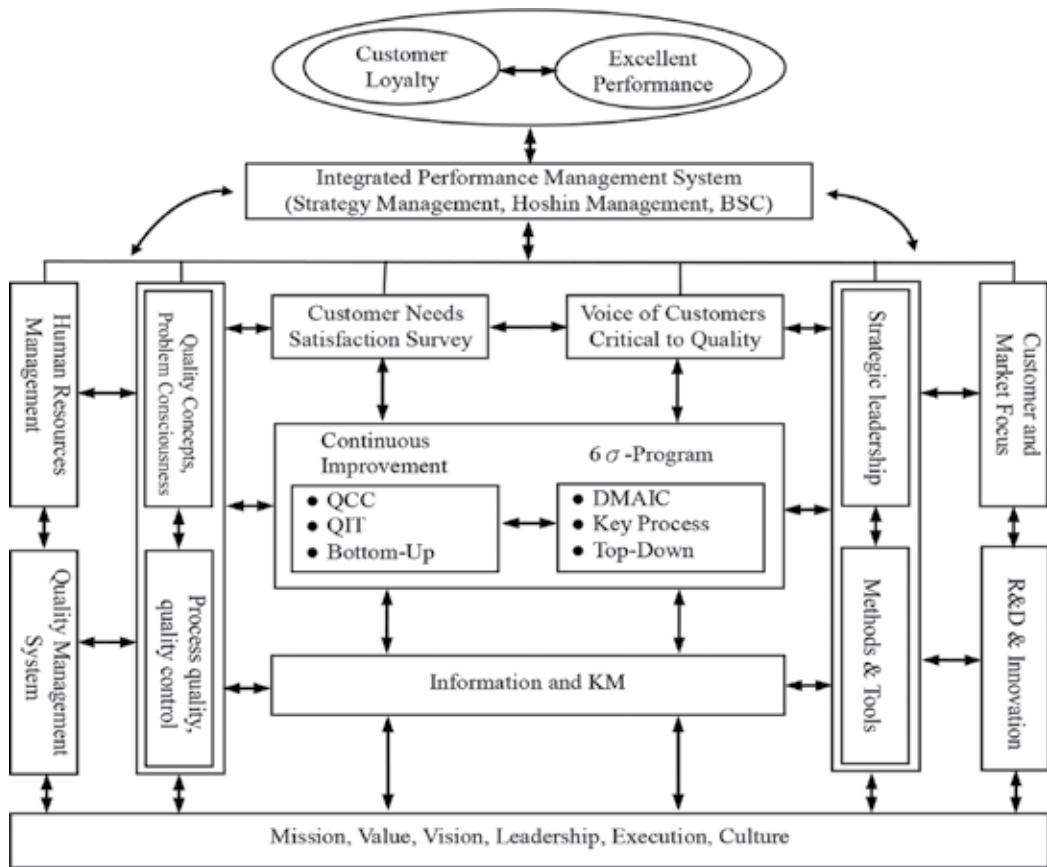 Customer
Loyalty
Excellent
Performance
Integrated Performance Management System
(Strategy Management, Hoshin Management, BSC)
Human Resources
Management
Quality Concepts,
Problem Consciousness
Customer Needs
Satisfaction Survey
Voice of Customers
Critical to Quality
Strategic leadership
Customer and
Market Focus
Continuous
Improvement
● QCC
● QIT
● Bottom-Up
6σ-Program
● DMAIC
● Key Process
● Top-Down
Quality Management
System
Process quality,
quality control
Information and KM
Methods & Tools
R&D & Innovation
Mission, Value, Vision, Leadership, Execution, Culture